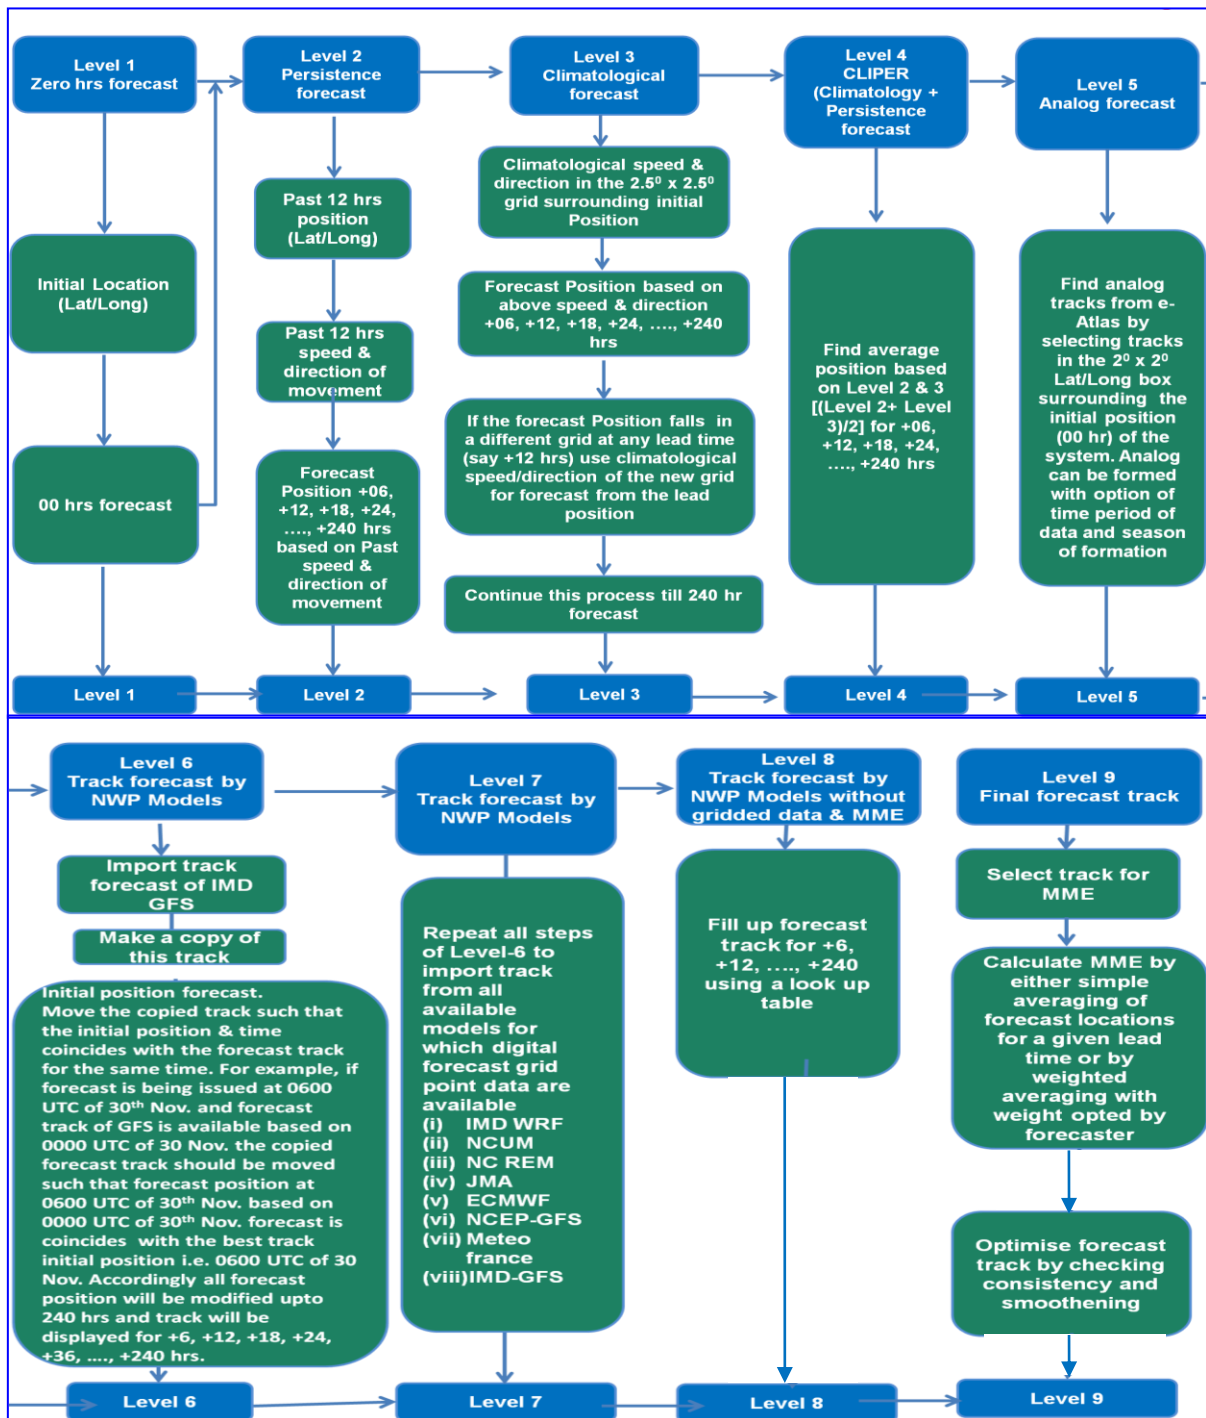 Level 1
Zero hrs forecast
Initial Location
(Lat/Long)
00 hrs forecast
Level 1
Level 2
Persistence
forecast
Past 12 hrs
position
(Lat/Long)
Past 12 hrs
speed &
direction of
movement
Forecast
Position +06,
+12, +18, +24,
...., +240 hrs
based on Past
speed &
direction of
movement
Level 2
Level 3
Climatological
forecast
Climatological speed &
direction in the 2.5⁰ x 2.5⁰
grid surrounding initial
Position
Forecast Position based on
above speed & direction
+06, +12, +18, +24, ...., +240
hrs
If the forecast Position falls in
a different grid at any lead time
(say +12 hrs) use climatological
speed/direction of the new grid
for forecast from the lead
position
Continue this process till 240 hr
forecast
Level 3
Level 4
CLIPER
(Climatology +
Persistence
forecast
Find average
position based
on Level 2 & 3
[(Level 2+ Level
3)/2] for +06,
+12, +18, +24,
...., +240 hrs
Level 4
Level 5
Analog forecast
Find analog
tracks from e-
Atlas by
selecting tracks
in the 2⁰ x 2⁰
Lat/Long box
surrounding the
initial position
(00 hr) of the
system. Analog
can be formed
with option of
time period of
data and season
of formation
Level 5
Level 6
Track forecast by
NWP Models
Import track
forecast of IMD
GFS
Make a copy of
this track
Initial position forecast.
Move the copied track such that
the initial position & time
coincides with the forecast track
for the same time. For example, if
forecast is being issued at 0600
UTC of 30th Nov. and forecast
track of GFS is available based on
0000 UTC of 30 Nov. the copied
forecast track should be moved
such that forecast position at
0600 UTC of 30th Nov. based on
0000 UTC of 30th Nov. forecast is
coincides with the best track
initial position i.e. 0600 UTC of 30
Nov. Accordingly all forecast
position will be modified upto
240 hrs and track will be
displayed for +6, +12, +18, +24,
+36, ...., +240 hrs.
Level 6
Level 7
Track forecast by
NWP Models
Repeat all steps
of Level-6 to
import track
from all
available
models for
which digital
forecast grid
point data are
available
(i) IMD WRF
(ii) NCUM
(iii) NC REM
(iv) JMA
(v) ECMWF
(vi) NCEP-GFS
(vii) Meteo
france
(viii)IMD-GFS
Level 7
Level 8
Track forecast by
NWP Models without
gridded data & MME
Fill up forecast
track for +6,
+12, ...., +240
using a look up
table
Level 8
Level 9
Final forecast track
Select track for
MME
Calculate MME by
either simple
averaging of
forecast locations
for a given lead
time or by
weighted
averaging with
weight opted by
forecaster
Optimise forecast
track by checking
consistency and
smoothening
Level 9